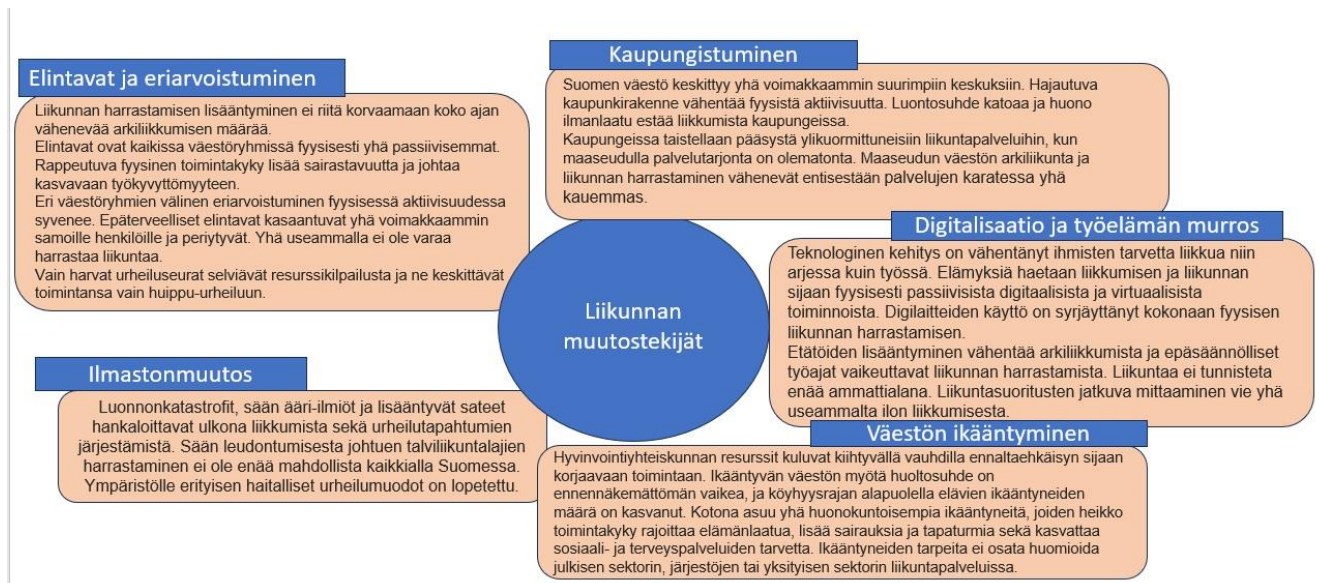 Elintavat ja eriarvoistuminen
Liikunnan harrastamisen lisääntyminen ei riitä korvaamaan koko ajan
vähenevää arkiliikkumisen määrää.
Elintavat ovat kaikissa väestöryhmissä fyysisesti yhä passiivisemmat.
Rappeutuva fyysinen toimintakyky lisää sairastavuutta ja johtaa
kasvavaan työkyvyttömyyteen.
Eri väestöryhmien välinen eriarvoistuminen fyysisessä aktiivisuudessa
syvenee. Epäterveelliset elintavat kasaantuvat yhä voimakkaammin
samoille henkilöille ja periytyvät. Yhä useammalla ei ole varaa
harrastaa liikuntaa.
Vain harvat urheiluseurat selviävät resurssikilpailusta ja ne keskittävät
toimintansa vain huippu-urheiluun.
Kaupungistuminen
Suomen väestö keskittyy yhä voimakkaammin suurimpiin keskuksiin. Hajautuva
kaupunkirakenne vähentää fyysistä aktiivisuutta. Luontosuhde katoaa ja huono
ilmanlaatu estää liikkumista kaupungeissa.
Kaupungeissa taistellaan pääsystä ylikuormittuneisiin liikuntapalveluihin, kun
maaseudulla palvelutarjonta on olematonta. Maaseudun väestön arkiliikunta ja
liikunnan harrastaminen vähenevät entisestään palvelujen karatessa yhä
kauemmas.
Digitalisaatio ja työelämän murros
Teknologinen kehitys on vähentänyt ihmisten tarvetta liikkua niin
arjessa kuin työssä. Elämyksiä haetaan liikkumisen ja liikunnan
sijaan fyysisesti passiivisista digitaalisista ja virtuaalisista
toiminnoista. Digilaitteiden käyttö on syrjäyttänyt kokonaan fyysisen
liikunnan harrastamisen.
Etätöiden lisääntyminen vähentää arkiliikkumista ja epäsäännölliset
työajat vaikeuttavat liikunnan harrastamista. Liikuntaa ei tunnisteta
enää ammattialana. Liikuntasuoritusten jatkuva mittaaminen vie yhä
useammalta ilon liikkumisesta.
Liikunnan
muutostekijät
Ilmastonmuutos
Luonnonkatastrofit, sään ääri-ilmiöt ja lisääntyvät sateet
hankaloittavat ulkona liikkumista sekä urheilutapahtumien
järjestämistä. Sään leudontumisesta johtuen talviliikuntalajien
harrastaminen ei ole enää mahdollista kaikkialla Suomessa.
Ympäristölle erityisen haitalliset urheilumuodot on lopetettu.
Väestön ikääntyminen
Hyvinvointiyhteiskunnan resurssit kuluvat kiihtyvällä vauhdilla ennaltaehkäisyn sijaan
korjaavaan toimintaan. Ikääntyvän väestön myötä huoltosuhde on
ennennäkemättömän vaikea, ja köyhyysrajan alapuolella elävien ikääntyneiden
määrä on kasvanut. Kotona asuu yhä huonokuntoisempia ikääntyneitä, joiden heikko
toimintakyky rajoittaa elämänlaatua, lisää sairauksia ja tapaturmia sekä kasvattaa
sosiaali- ja terveyspalveluiden tarvetta. Ikääntyneiden tarpeita ei osata huomioida
julkisen sektorin, järjestöjen tai yksityisen sektorin liikuntapalveluissa.